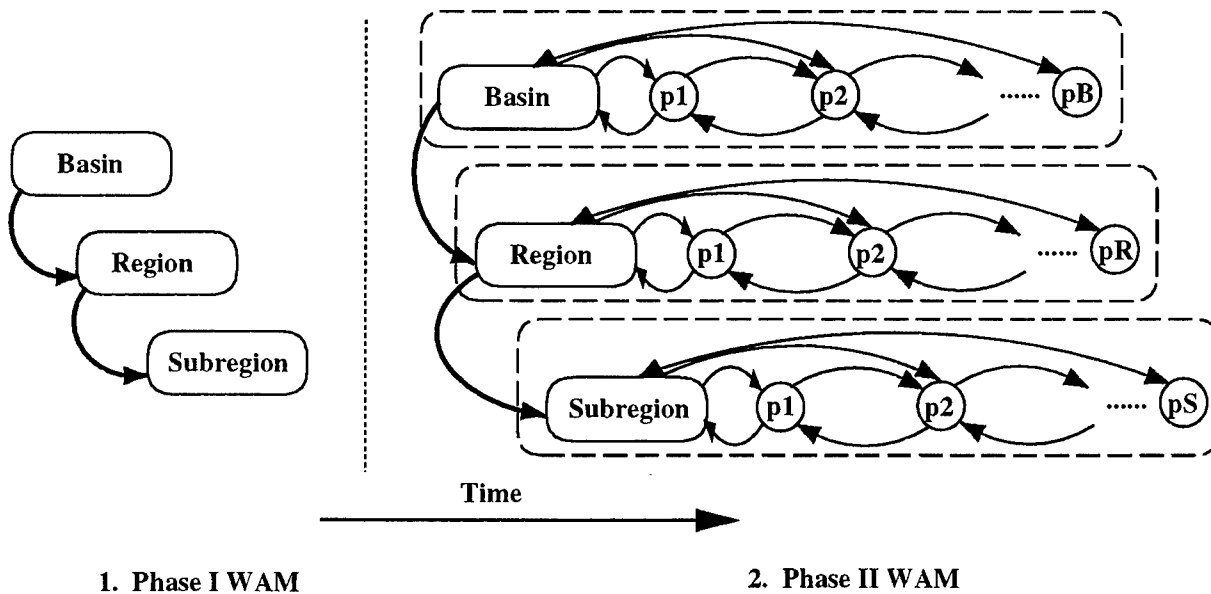 Basin
Region
Subregion
Basin p1 p2 ...... pB
Region p1 p2 ...... pR
Subregion p1 p2 ...... pS
Time
1. Phase I WAM
2. Phase II WAM